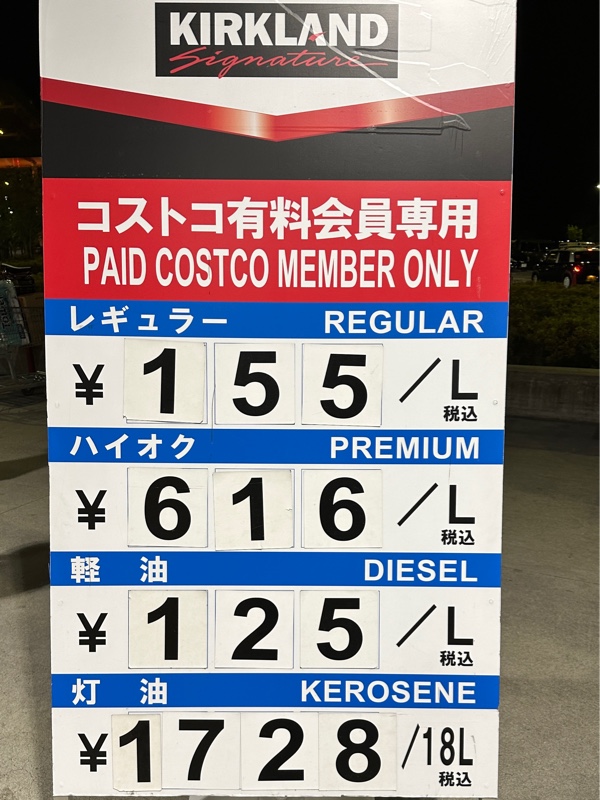 KIRKLAND
Signature
コストコ有料会員専用
PAID COSTCO MEMBER ONLY
レギュラー REGULAR
¥ 155 /L 税込
ハイオク PREMIUM
¥ 616 /L 税込
軽 油 DIESEL
¥ 125 /L 税込
灯 油 KEROSENE
¥ 1728 /18L 税込